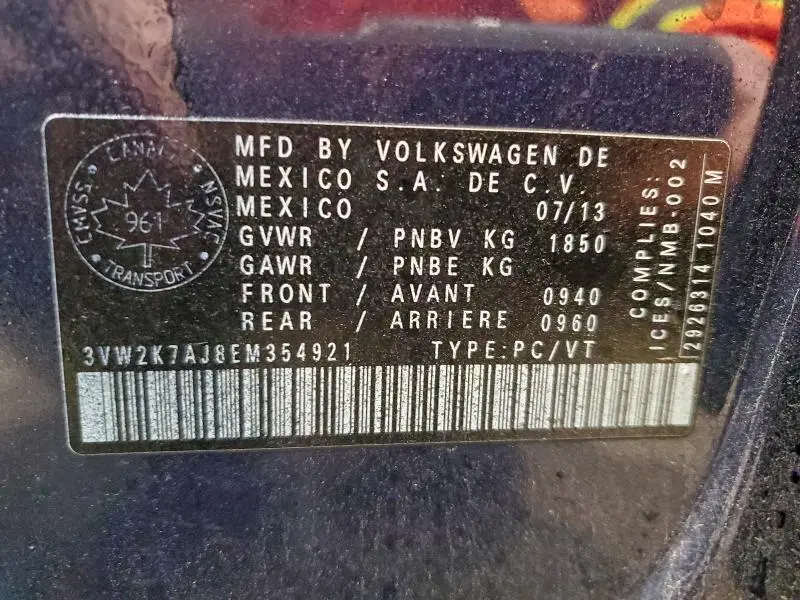 CANADA
CMVSS
NSVAC
961
TRANSPORT
MFD BY VOLKSWAGEN DE
MEXICO S.A. DE C.V.
MEXICO 07/13
GVWR / PNBV KG 1850
GAWR / PNBE KG
FRONT / AVANT 0940
REAR / ARRIERE 0960
3VW2K7AJ8EM354921 TYPE:PC/VT
COMPLIES:
ICES/NMB-002
2926314 1040 M